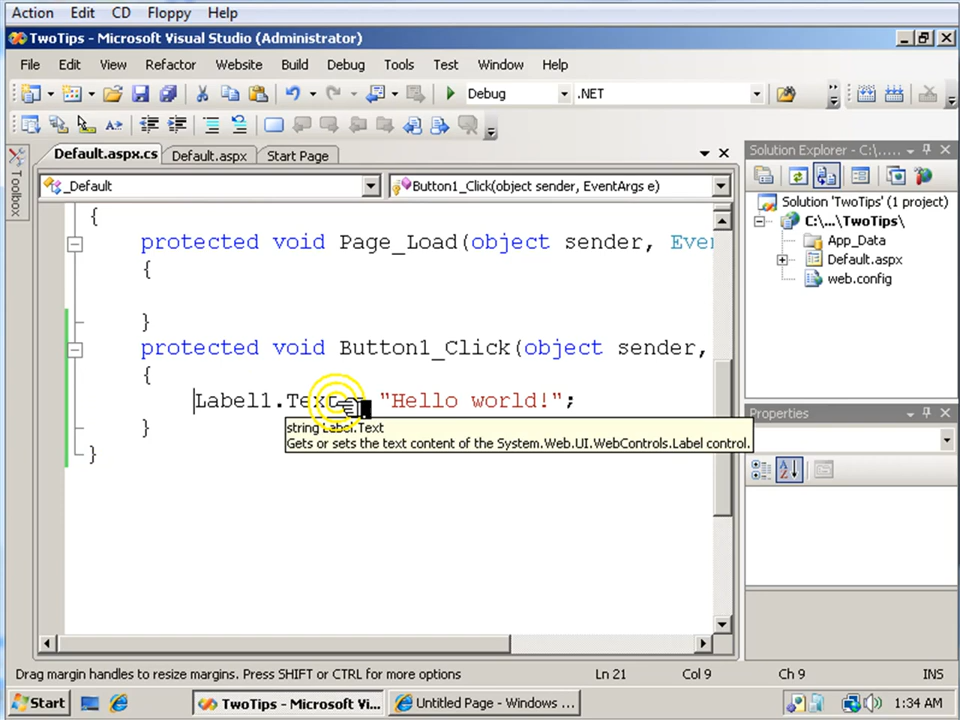 Action Edit CD Floppy Help
TwoTips - Microsoft Visual Studio (Administrator)
File Edit View Refactor Website Build Debug Tools Test Window Help
Debug .NET
Default.aspx.cs Default.aspx Start Page
Toolbox
_Default
Button1_Click(object sender, EventArgs e)
{
protected void Page_Load(object sender, Even
{
}
protected void Button1_Click(object sender,
{
Label1.Text = "Hello world!";
}
}
string Label.Text
Gets or sets the text content of the System.Web.UI.WebControls.Label control.
Solution Explorer - C:\.....
Solution 'TwoTips' (1 project)
C:\...\TwoTips\
App_Data
Default.aspx
web.config
Properties
Drag margin handles to resize margins. Press SHIFT or CTRL for more options
Ln 21 Col 9 Ch 9 INS
Start
TwoTips - Microsoft Vi...
Untitled Page - Windows ...
1:34 AM